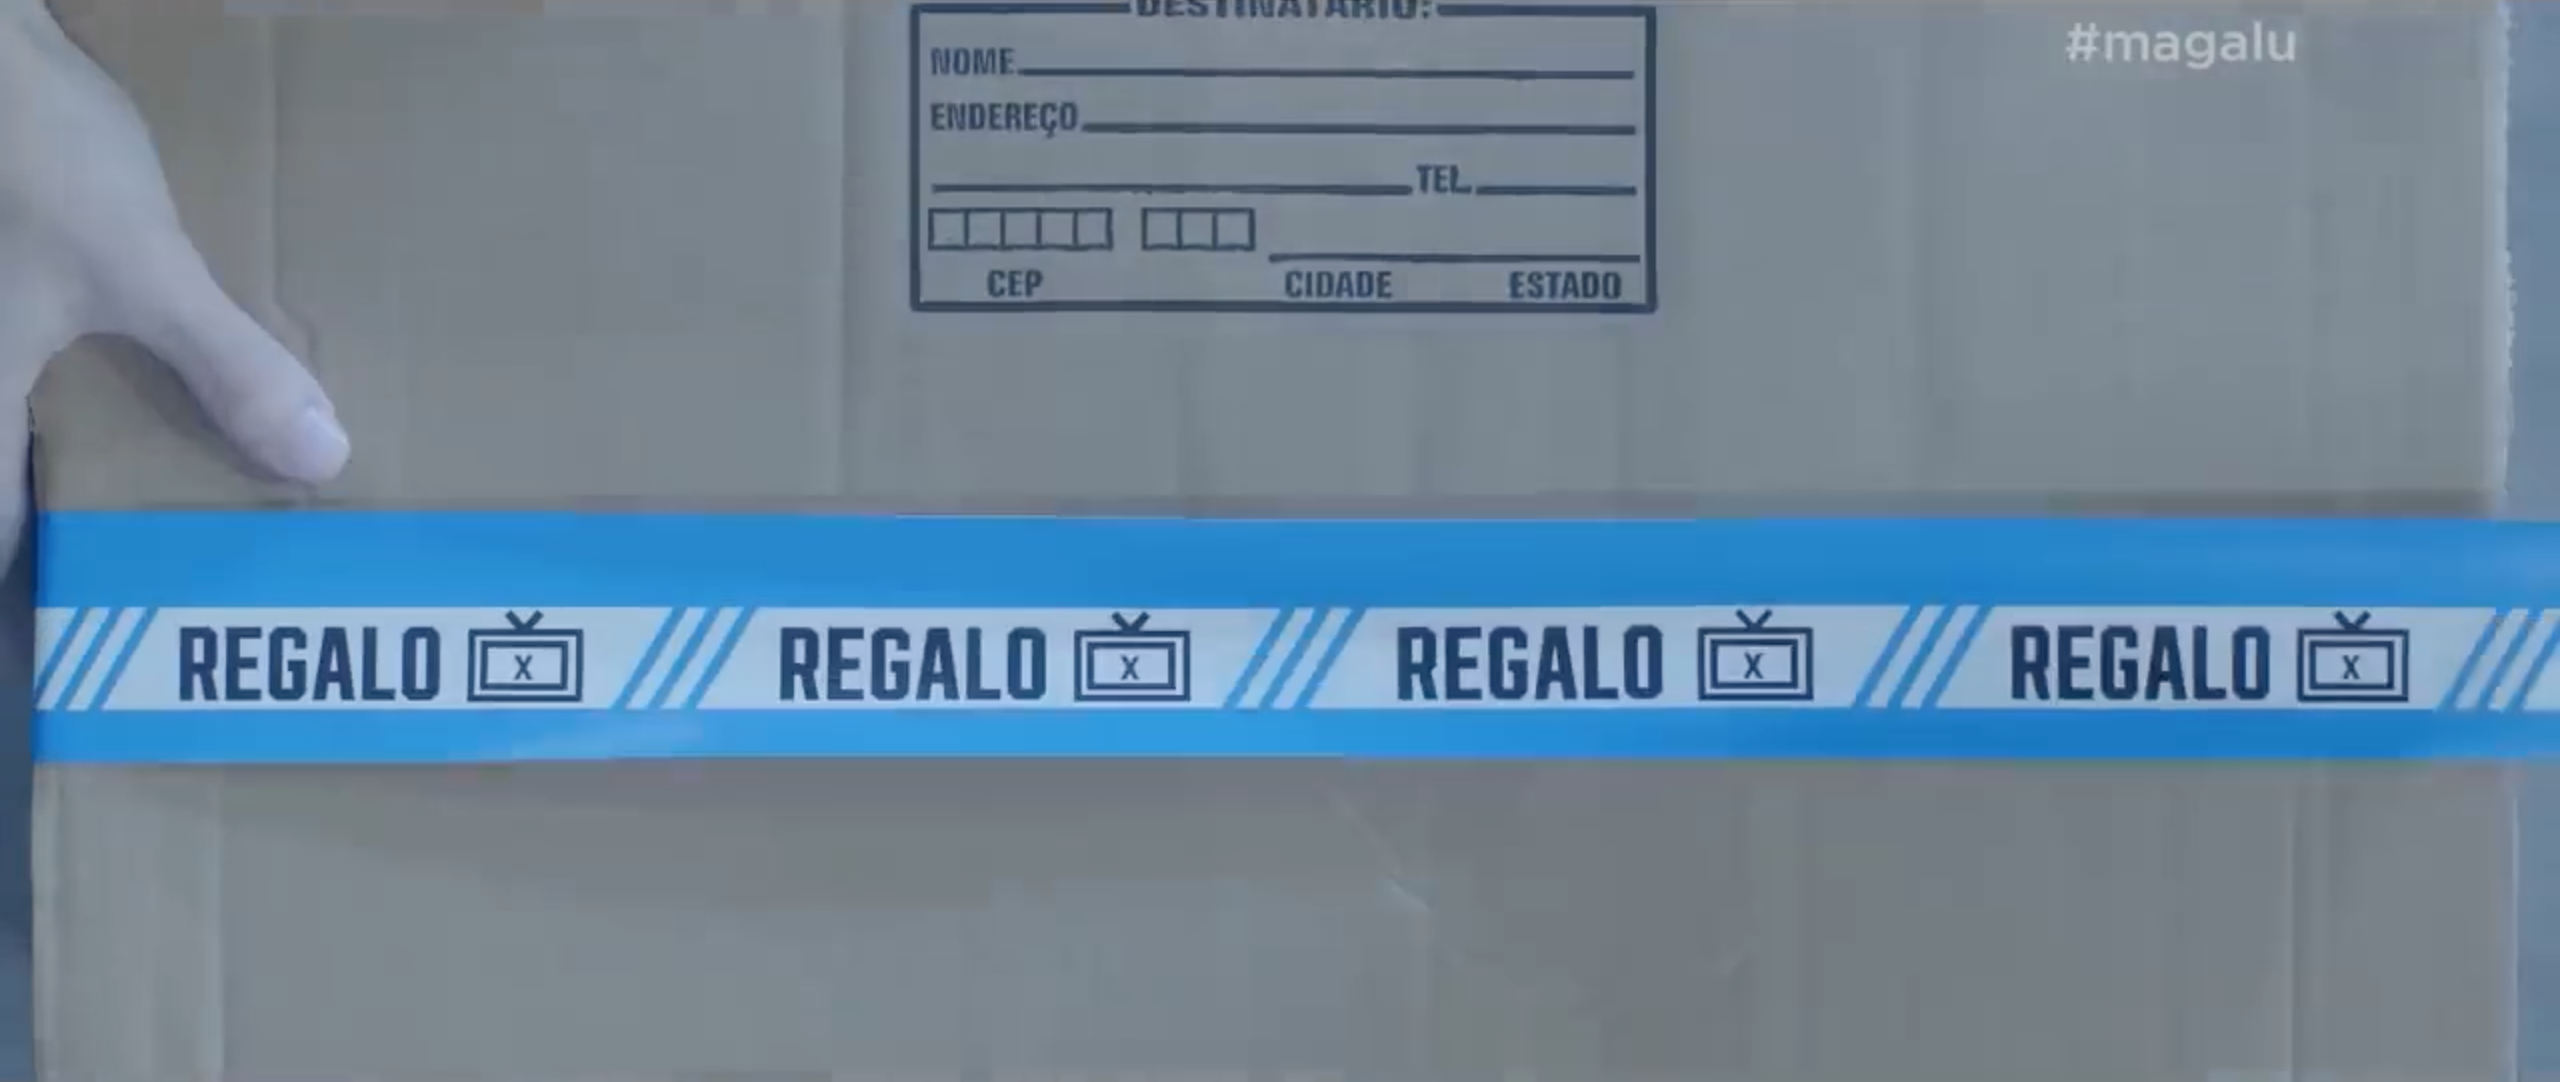 DESTINATÁRIO:
#magalu
NOME
ENDEREÇO
TEL.
CEP CIDADE ESTADO
REGALO X REGALO X REGALO X REGALO X